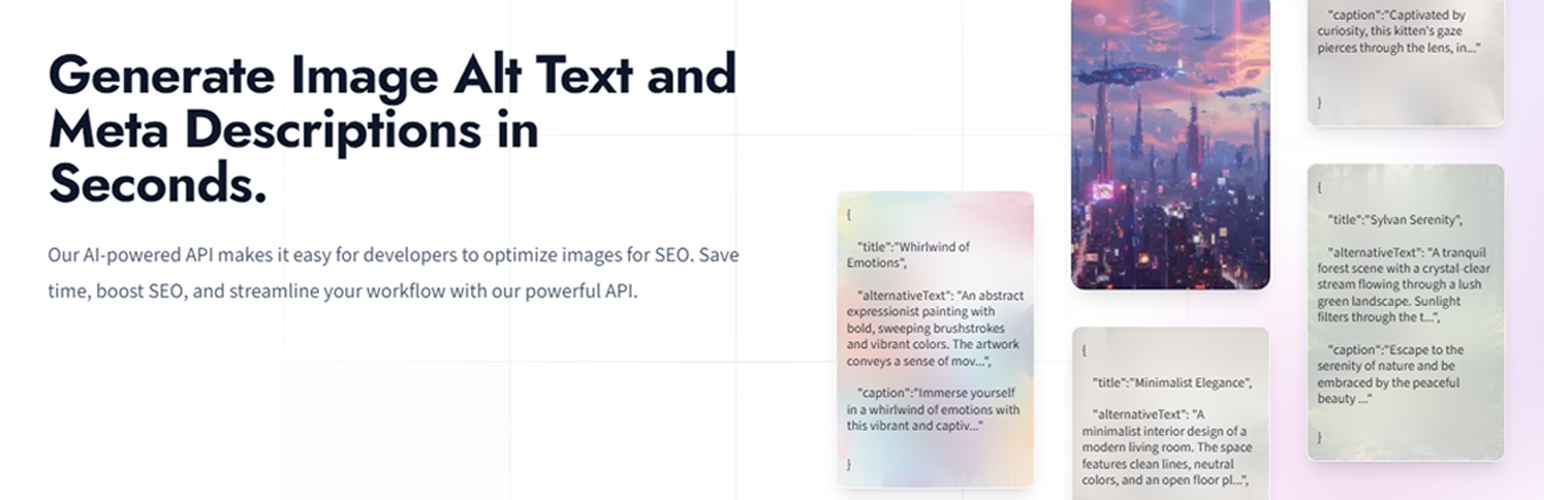 Generate Image Alt Text and
Meta Descriptions in
Seconds.
Our AI-powered API makes it easy for developers to optimize images for SEO. Save
time, boost SEO, and streamline your workflow with our powerful API.
{
"title":"Whirlwind of
Emotions",
"alternativeText": "An abstract
expressionist painting with
bold, sweeping brushstrokes
and vibrant colors. The artwork
conveys a sense of mov...",
"caption":"Immerse yourself
in a whirlwind of emotions with
this vibrant and captiv..."
}
{
"title":"Minimalist Elegance",
"alternativeText": "A
minimalist interior design of a
modern living room. The space
features clean lines, neutral
colors, and an open floor pl...",
"caption":"Captivated by
curiosity, this kitten's gaze
pierces through the lens, in..."
}
{
"title":"Sylvan Serenity",
"alternativeText": "A tranquil
forest scene with a crystal-clear
stream flowing through a lush
green landscape. Sunlight
filters through the t...",
"caption":"Escape to the
serenity of nature and be
embraced by the peaceful
beauty ..."
}